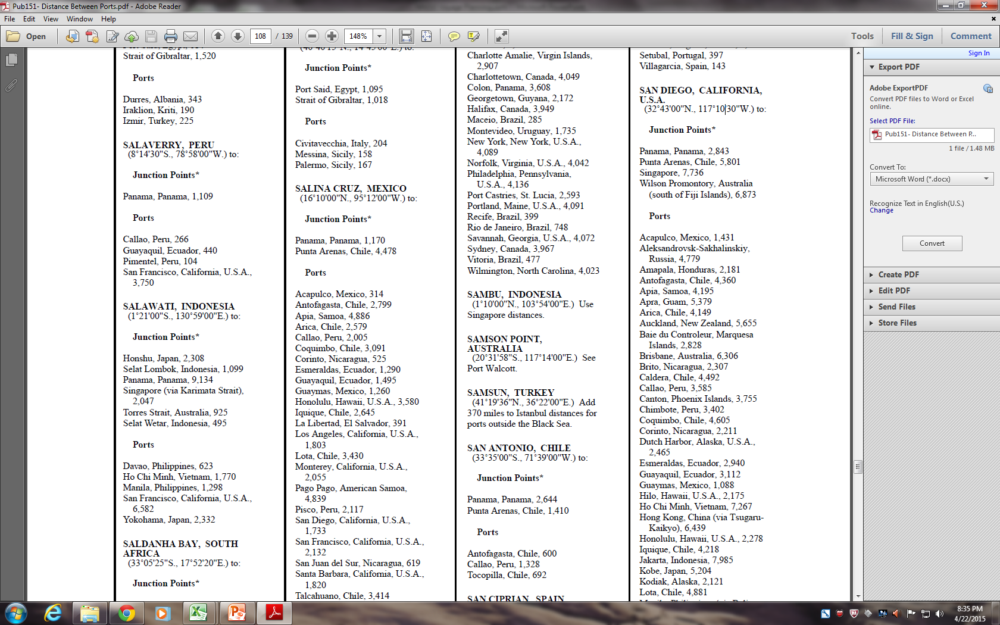 Pub151- Distance Between Ports.pdf - Adobe Reader
File Edit View Window Help
Open
108 / 139
148%
Tools Fill & Sign Comment
Strait of Gibraltar, 1,520
Ports
Durres, Albania, 343
Iraklion, Kriti, 190
Izmir, Turkey, 225
SALAVERRY, PERU
(8°14'30"S., 78°58'00"W.) to:
Junction Points*
Panama, Panama, 1,109
Ports
Callao, Peru, 266
Guayaquil, Ecuador, 440
Pimentel, Peru, 104
San Francisco, California, U.S.A.,
3,750
SALAWATI, INDONESIA
(1°21'00"S., 130°59'00"E.) to:
Junction Points*
Honshu, Japan, 2,308
Selat Lombok, Indonesia, 1,099
Panama, Panama, 9,134
Singapore (via Karimata Strait),
2,047
Torres Strait, Australia, 925
Selat Wetar, Indonesia, 495
Ports
Davao, Philippines, 623
Ho Chi Minh, Vietnam, 1,770
Manila, Philippines, 1,298
San Francisco, California, U.S.A.,
6,582
Yokohama, Japan, 2,332
SALDANHA BAY, SOUTH
AFRICA
(33°05'25"S., 17°52'20"E.) to:
Junction Points*
Junction Points*
Port Said, Egypt, 1,095
Strait of Gibraltar, 1,018
Ports
Civitavecchia, Italy, 204
Messina, Sicily, 158
Palermo, Sicily, 167
SALINA CRUZ, MEXICO
(16°10'00"N., 95°12'00"W.) to:
Junction Points*
Panama, Panama, 1,170
Punta Arenas, Chile, 4,478
Ports
Acapulco, Mexico, 314
Antofagasta, Chile, 2,799
Apia, Samoa, 4,886
Arica, Chile, 2,579
Callao, Peru, 2,005
Coquimbo, Chile, 3,091
Corinto, Nicaragua, 525
Esmeraldas, Ecuador, 1,290
Guayaquil, Ecuador, 1,495
Guaymas, Mexico, 1,260
Honolulu, Hawaii, U.S.A., 3,580
Iquique, Chile, 2,645
La Libertad, El Salvador, 391
Los Angeles, California, U.S.A.,
1,803
Lota, Chile, 3,430
Monterey, California, U.S.A.,
2,055
Pago Pago, American Samoa,
4,839
Pisco, Peru, 2,117
San Diego, California, U.S.A.,
1,733
San Francisco, California, U.S.A.,
2,132
San Juan del Sur, Nicaragua, 619
Santa Barbara, California, U.S.A.,
1,820
Talcahuano, Chile, 3,414
Charlotte Amalie, Virgin Islands,
2,907
Charlottetown, Canada, 4,049
Colon, Panama, 3,608
Georgetown, Guyana, 2,172
Halifax, Canada, 3,949
Maceio, Brazil, 285
Montevideo, Uruguay, 1,735
New York, New York, U.S.A.,
4,089
Norfolk, Virginia, U.S.A., 4,042
Philadelphia, Pennsylvania,
U.S.A., 4,136
Port Castries, St. Lucia, 2,593
Portland, Maine, U.S.A., 4,091
Recife, Brazil, 399
Rio de Janeiro, Brazil, 748
Savannah, Georgia, U.S.A., 4,072
Sydney, Canada, 3,967
Vitoria, Brazil, 477
Wilmington, North Carolina, 4,023
SAMBU, INDONESIA
(1°10'00"N., 103°54'00"E.) Use
Singapore distances.
SAMSON POINT,
AUSTRALIA
(20°31'58"S., 117°14'00"E.) See
Port Walcott.
SAMSUN, TURKEY
(41°19'36"N., 36°22'00"E.) Add
370 miles to Istanbul distances for
ports outside the Black Sea.
SAN ANTONIO, CHILE
(33°35'00"S., 71°39'00"W.) to:
Junction Points*
Panama, Panama, 2,644
Punta Arenas, Chile, 1,410
Ports
Antofagasta, Chile, 600
Callao, Peru, 1,328
Tocopilla, Chile, 692
SAN CIPRIAN, SPAIN
Setubal, Portugal, 397
Villagarcia, Spain, 143
SAN DIEGO, CALIFORNIA,
U.S.A.
(32°43'00"N., 117°10'30"W.) to:
Junction Points*
Panama, Panama, 2,843
Punta Arenas, Chile, 5,801
Singapore, 7,736
Wilson Promontory, Australia
(south of Fiji Islands), 6,873
Ports
Acapulco, Mexico, 1,431
Aleksandrovsk-Sakhalinskiy,
Russia, 4,779
Amapala, Honduras, 2,181
Antofagasta, Chile, 4,360
Apia, Samoa, 4,195
Apra, Guam, 5,379
Arica, Chile, 4,149
Auckland, New Zealand, 5,655
Baie du Controleur, Marquesa
Islands, 2,828
Brisbane, Australia, 6,306
Brito, Nicaragua, 2,307
Caldera, Chile, 4,492
Callao, Peru, 3,585
Canton, Phoenix Islands, 3,755
Chimbote, Peru, 3,402
Coquimbo, Chile, 4,605
Corinto, Nicaragua, 2,211
Dutch Harbor, Alaska, U.S.A.,
2,465
Esmeraldas, Ecuador, 2,940
Guayaquil, Ecuador, 3,112
Guaymas, Mexico, 1,088
Hilo, Hawaii, U.S.A., 2,175
Ho Chi Minh, Vietnam, 7,267
Hong Kong, China (via Tsugaru-
Kaikyo), 6,439
Honolulu, Hawaii, U.S.A., 2,278
Iquique, Chile, 4,218
Jakarta, Indonesia, 7,985
Kobe, Japan, 5,204
Kodiak, Alaska, 2,121
Lota, Chile, 4,881
Sign In
Export PDF
Adobe ExportPDF
Convert PDF files to Word or Excel
online.
Select PDF File:
Pub151- Distance Between P...
1 file / 1.48 MB
Convert To:
Microsoft Word (*.docx)
Recognize Text in English(U.S.)
Change
Convert
Create PDF
Edit PDF
Send Files
Store Files
8:35 PM
4/22/2015